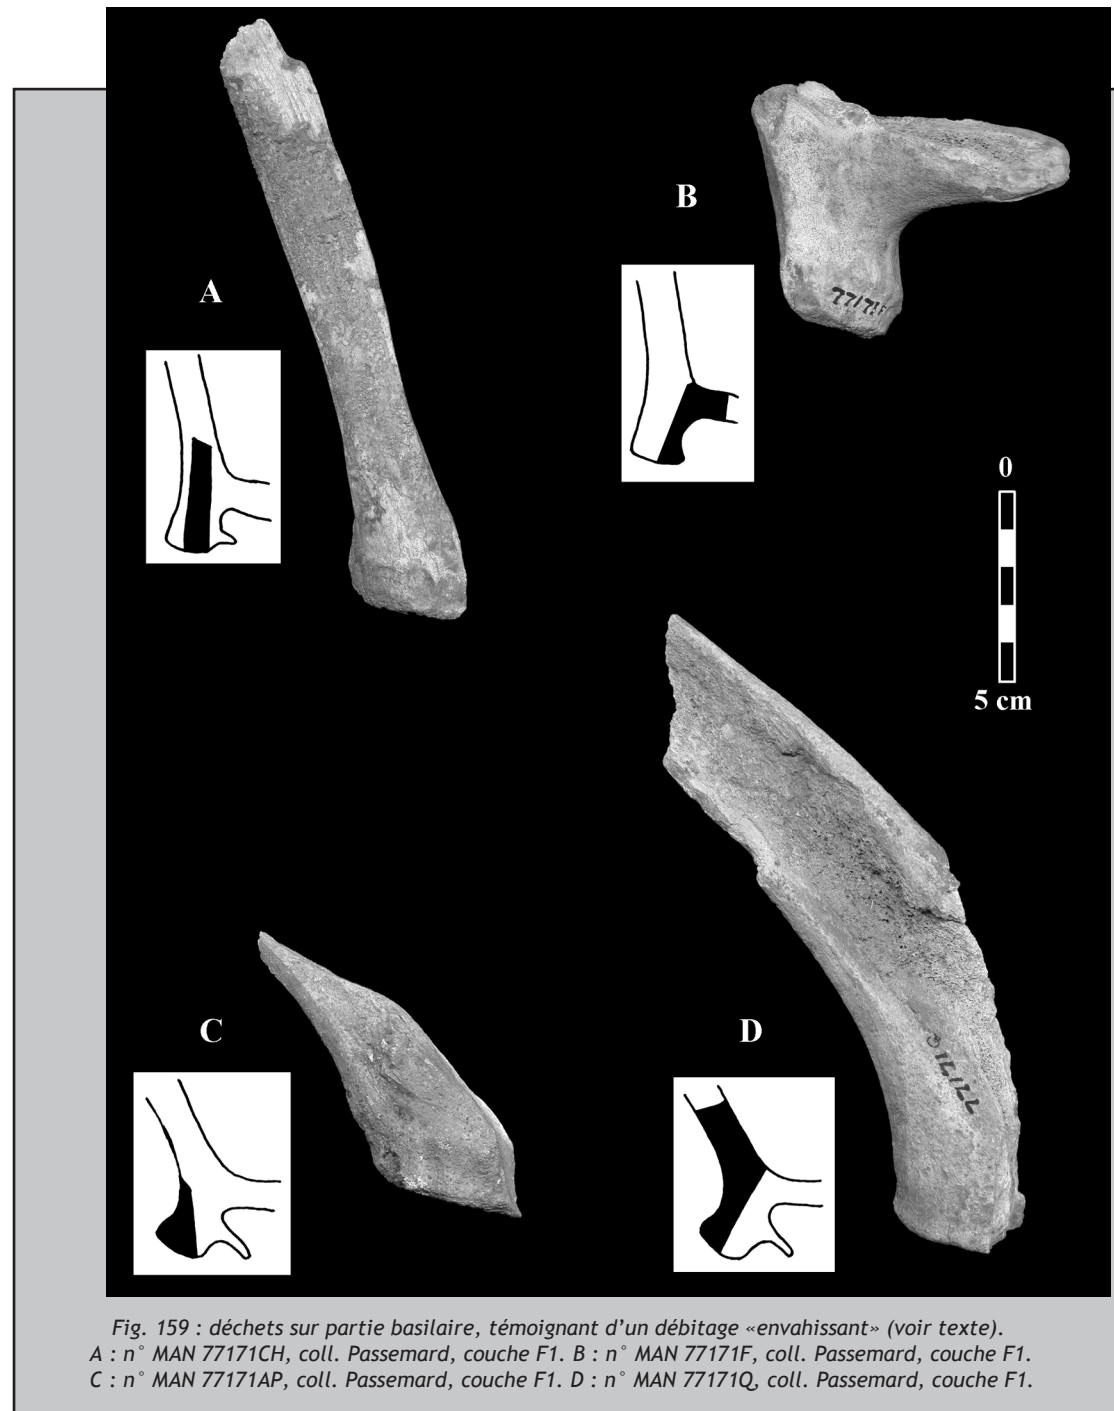 A
B
77171F
0
5 cm
C
D
77171Q
Fig. 159 : déchets sur partie basilaire, témoignant d’un débitage «envahissant» (voir texte).
A : n° MAN 77171CH, coll. Passemard, couche F1. B : n° MAN 77171F, coll. Passemard, couche F1.
C : n° MAN 77171AP, coll. Passemard, couche F1. D : n° MAN 77171Q, coll. Passemard, couche F1.